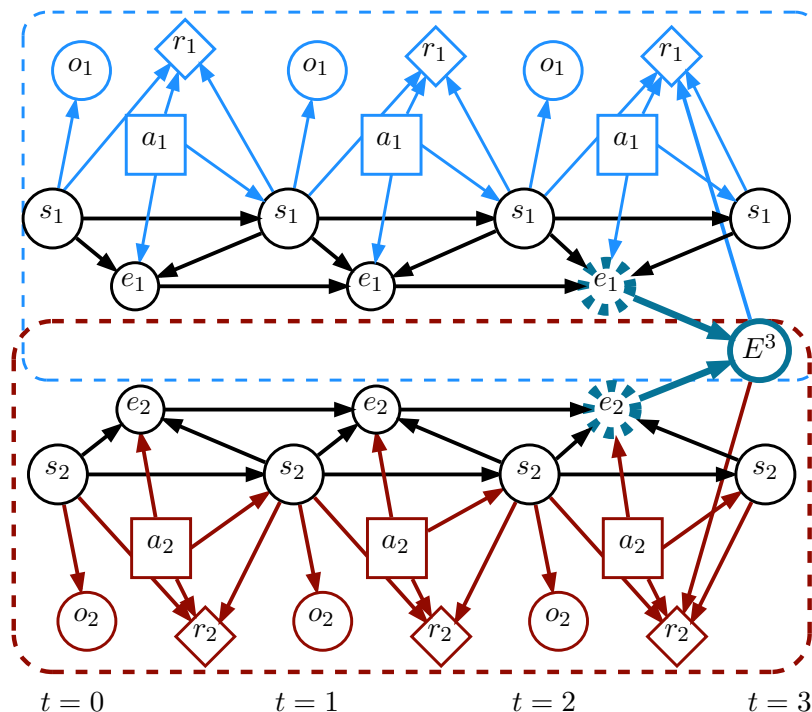 r₁ r₁ r₁
o₁ o₁ o₁
a₁ a₁ a₁
s₁ s₁ s₁ s₁
e₁ e₁ e₁
E³
e₂ e₂ e₂
s₂ s₂ s₂ s₂
a₂ a₂ a₂
o₂ o₂ o₂
r₂ r₂ r₂
t = 0 t = 1 t = 2 t = 3